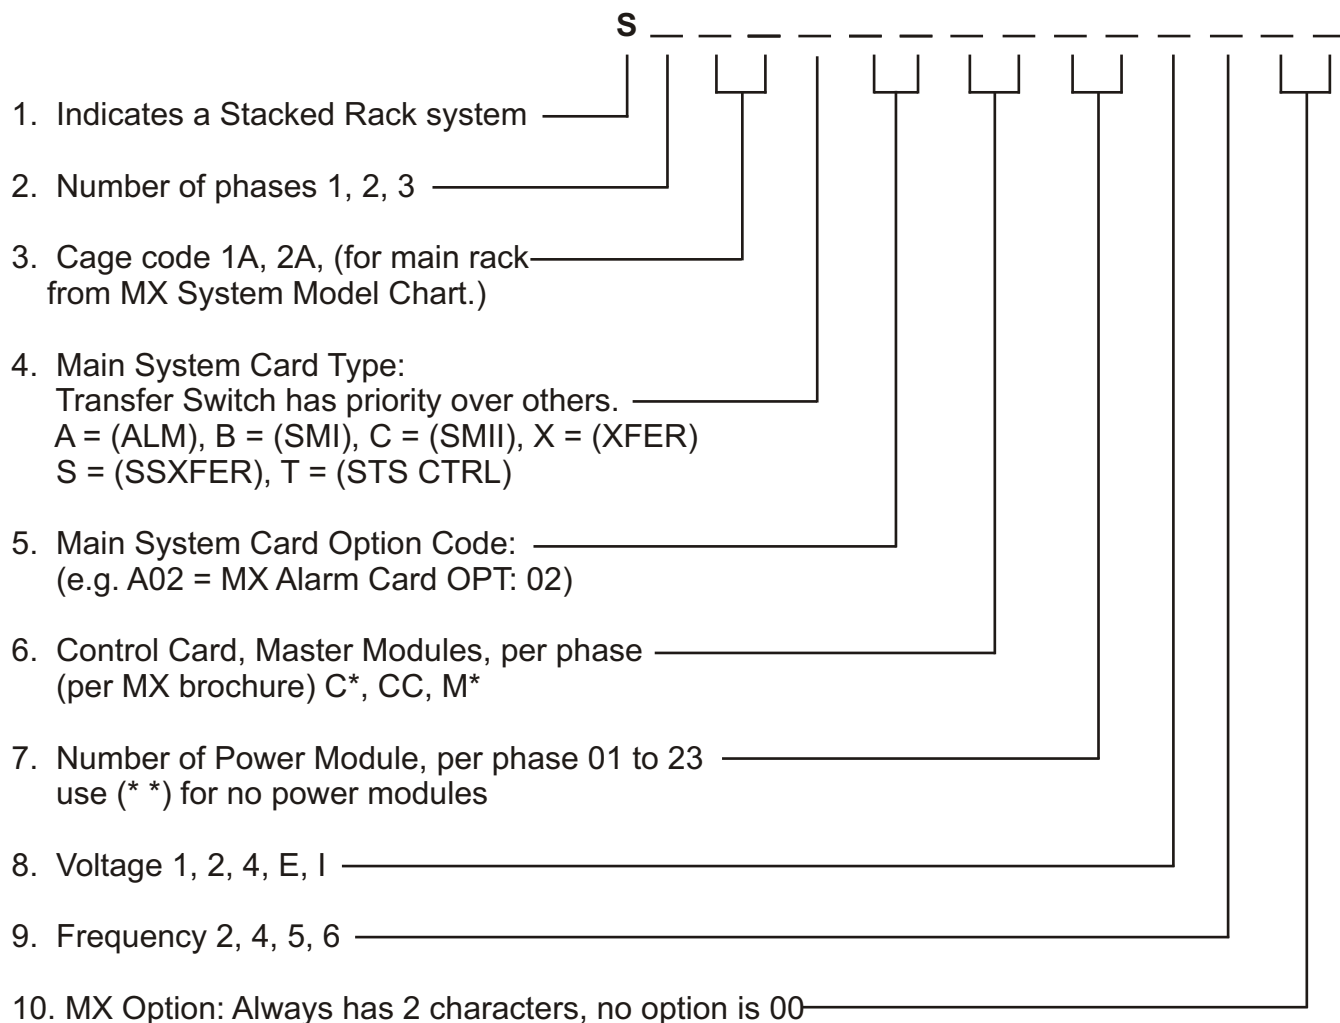 S _ _ _ _ _ _ _ _ _ _ _ _ _ _
1. Indicates a Stacked Rack system
2. Number of phases 1, 2, 3
3. Cage code 1A, 2A, (for main rack
from MX System Model Chart.)
4. Main System Card Type:
Transfer Switch has priority over others.
A = (ALM), B = (SMI), C = (SMII), X = (XFER)
S = (SSXFER), T = (STS CTRL)
5. Main System Card Option Code:
(e.g. A02 = MX Alarm Card OPT: 02)
6. Control Card, Master Modules, per phase
(per MX brochure) C*, CC, M*
7. Number of Power Module, per phase 01 to 23
use (* *) for no power modules
8. Voltage 1, 2, 4, E, I
9. Frequency 2, 4, 5, 6
10. MX Option: Always has 2 characters, no option is 00